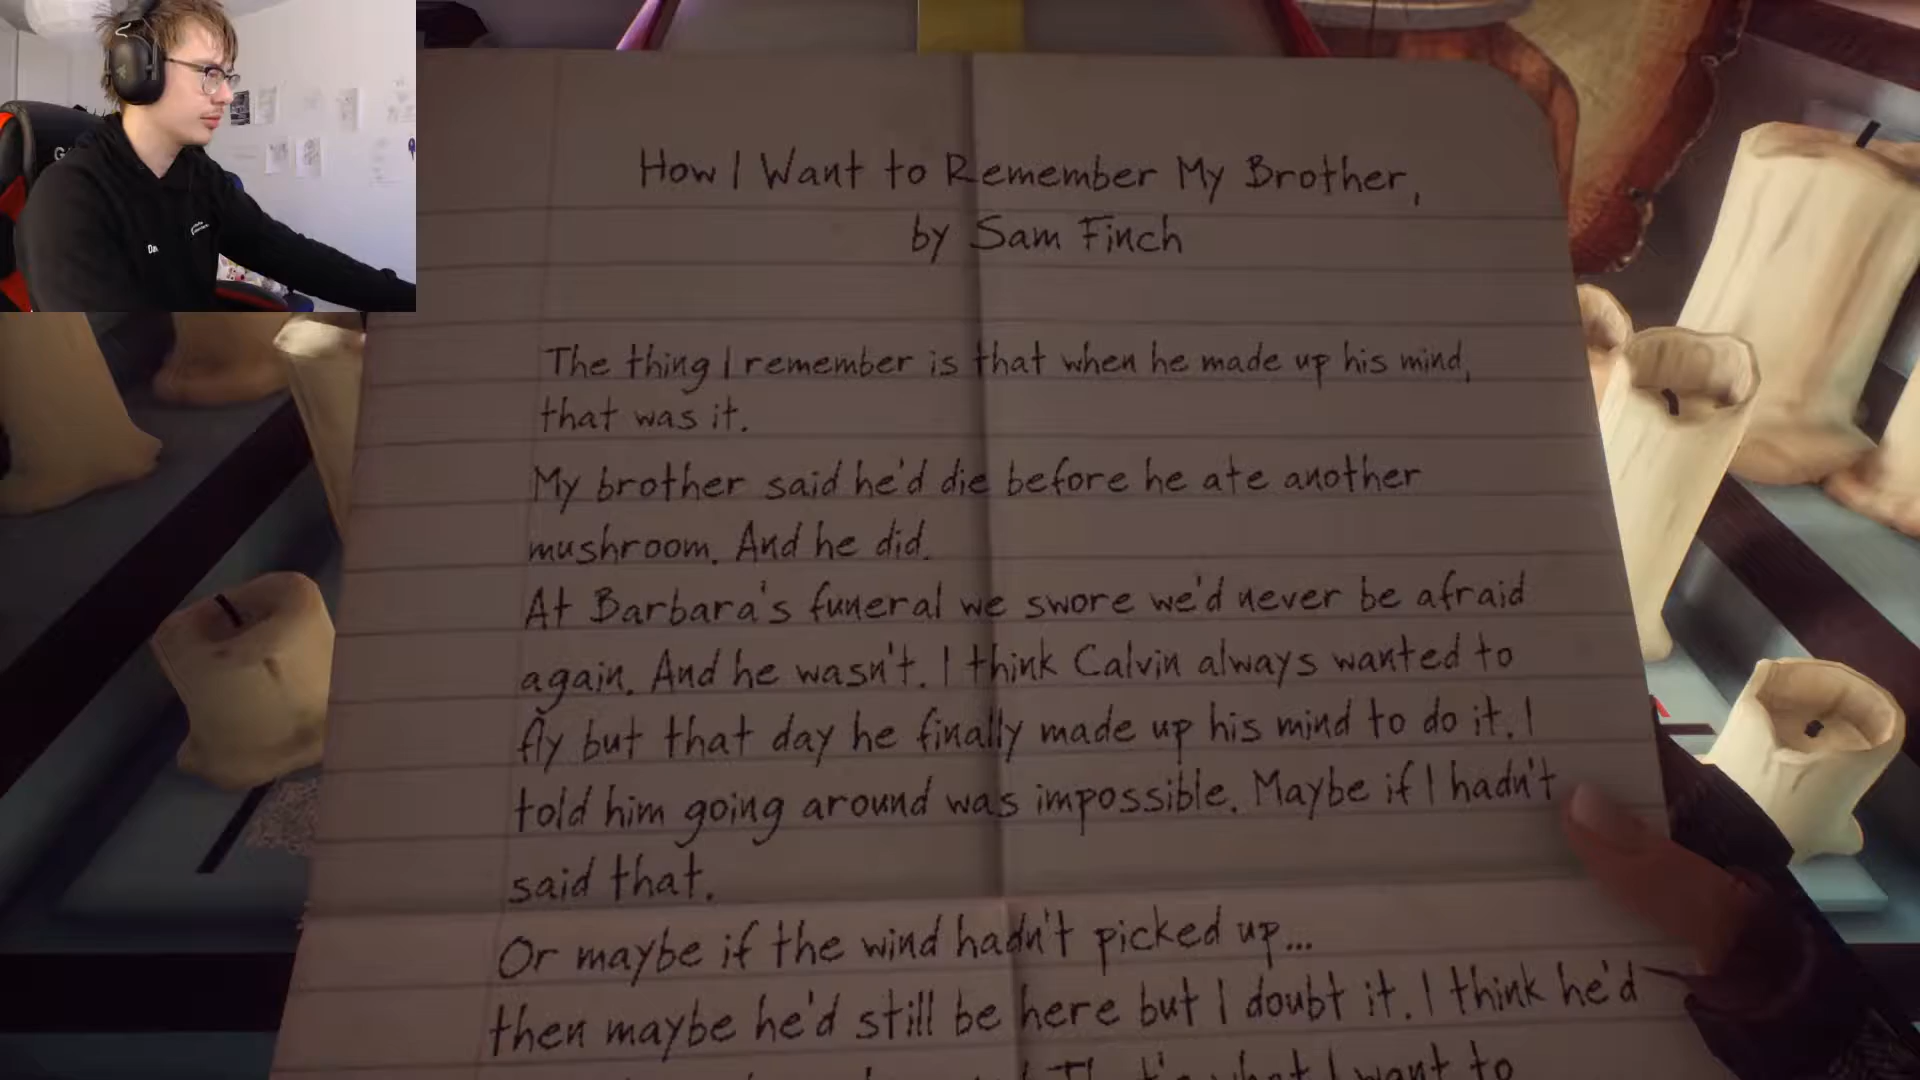 How I Want to Remember My Brother,
by Sam Finch
The thing I remember is that when he made up his mind,
that was it.
My brother said he'd die before he ate another
mushroom. And he did.
At Barbara's funeral we swore we'd never be afraid
again. And he wasn't. I think Calvin always wanted to
fly but that day he finally made up his mind to do it. I
told him going around was impossible. Maybe if I hadn't
said that.
Or maybe if the wind hadn't picked up...
then maybe he'd still be here but I doubt it. I think he'd
That's what I want to